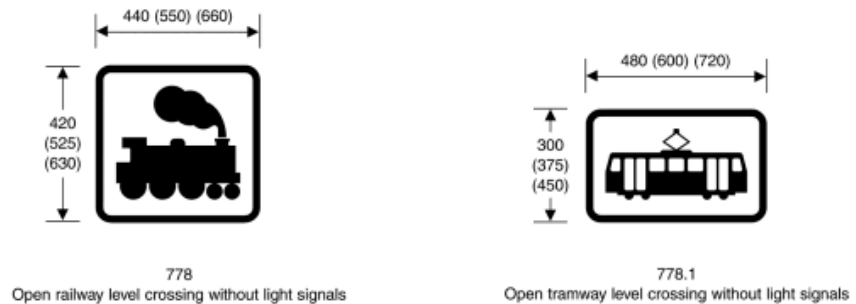 440 (550) (660)
420
(525)
(630)
778
Open railway level crossing without light signals
480 (600) (720)
300
(375)
(450)
778.1
Open tramway level crossing without light signals